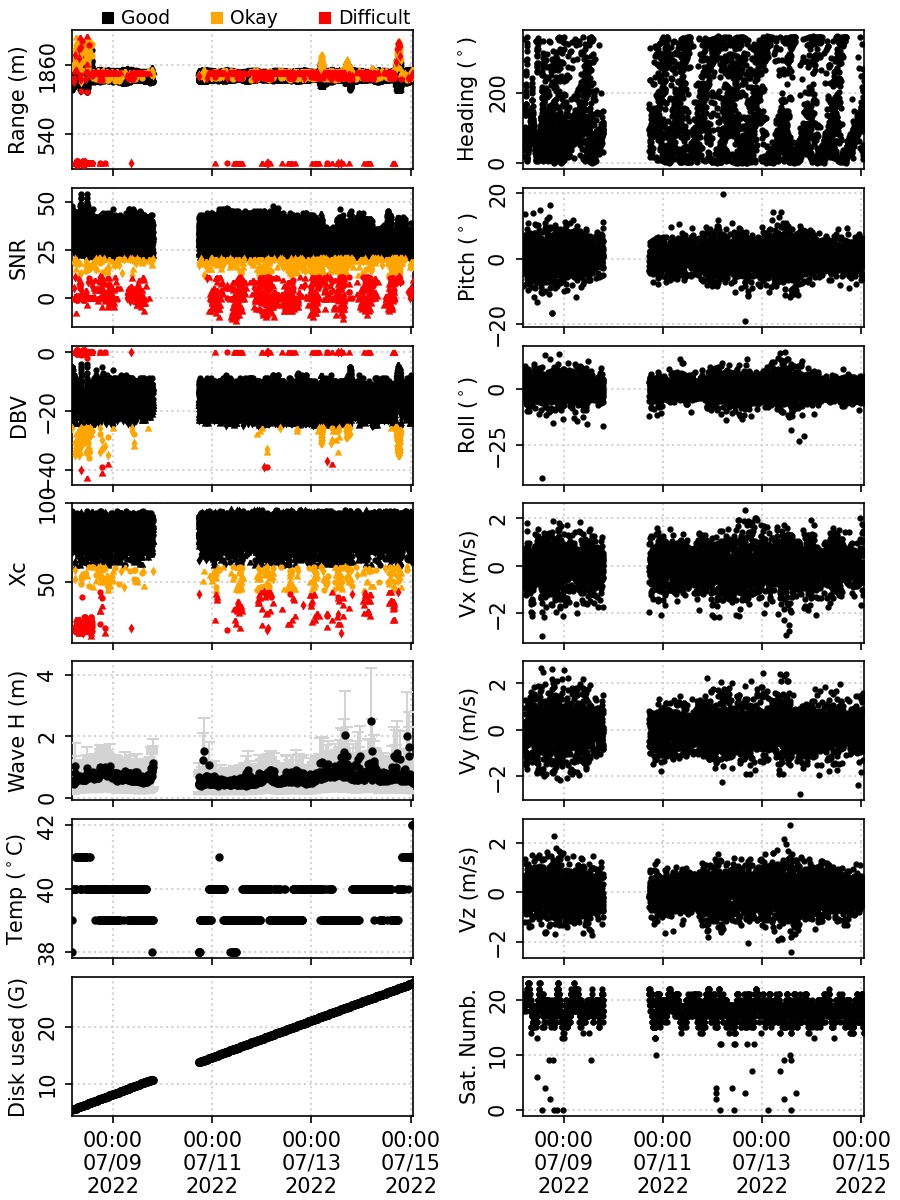 Good Okay Difficult
Range (m)
1860
540
Heading (°)
200
0
SNR
50
25
0
Pitch (°)
20
0
−20
DBV
0
−20
−40
Roll (°)
0
−25
Xc
100
50
Vx (m/s)
2
0
−2
Wave H (m)
4
2
0
Vy (m/s)
2
0
−2
Temp (°C)
42
40
38
Vz (m/s)
2
0
−2
Disk used (G)
20
10
Sat. Numb.
20
10
0
00:00 00:00 00:00 00:00 00:00 00:00 00:00 00:00
07/09 07/11 07/13 07/15 07/09 07/11 07/13 07/15
2022 2022 2022 2022 2022 2022 2022 2022